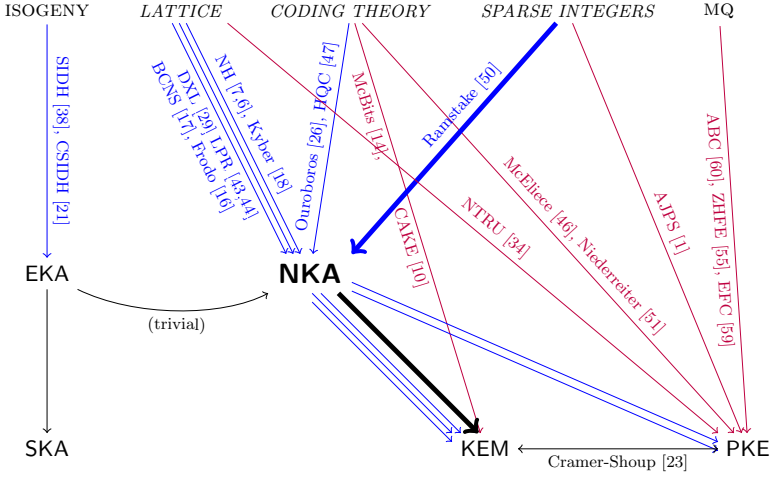 ISOGENY
LATTICE
CODING THEORY
SPARSE INTEGERS
MQ
SIDH [38], CSIDH [21]
NH [7,6], Kyber [18]
DXL [29] LPR [43,44]
BCNS [17], Frodo [16]
Ouroboros [26], HQC [47]
McBits [14],
CAKE [10]
Ramstake [50]
NTRU [34]
McEliece [46], Niederreiter [51]
AJPS [1]
ABC [60], ZHFE [55], EFC [59]
EKA
NKA
(trivial)
SKA
KEM
PKE
Cramer-Shoup [23]